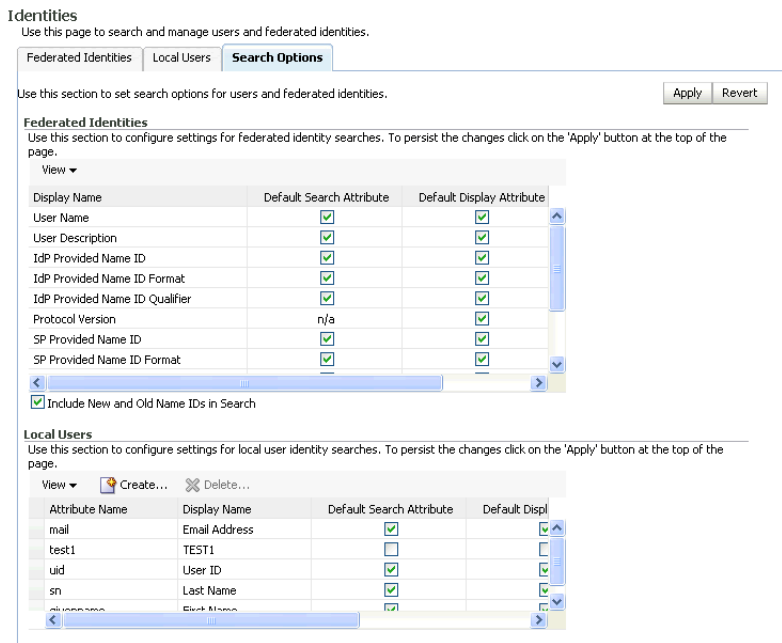 Identities
Use this page to search and manage users and federated identities.
Federated Identities Local Users Search Options
Use this section to set search options for users and federated identities. Apply Revert
Federated Identities
Use this section to configure settings for federated identity searches. To persist the changes click on the 'Apply' button at the top of the
page.
View
Display Name Default Search Attribute Default Display Attribute
User Name
User Description
IdP Provided Name ID
IdP Provided Name ID Format
IdP Provided Name ID Qualifier
Protocol Version n/a
SP Provided Name ID
SP Provided Name ID Format
Include New and Old Name IDs in Search
Local Users
Use this section to configure settings for local user identity searches. To persist the changes click on the 'Apply' button at the top of the
page.
View Create... Delete...
Attribute Name Display Name Default Search Attribute Default Displ
mail Email Address
test1 TEST1
uid User ID
sn Last Name
givenname First Name